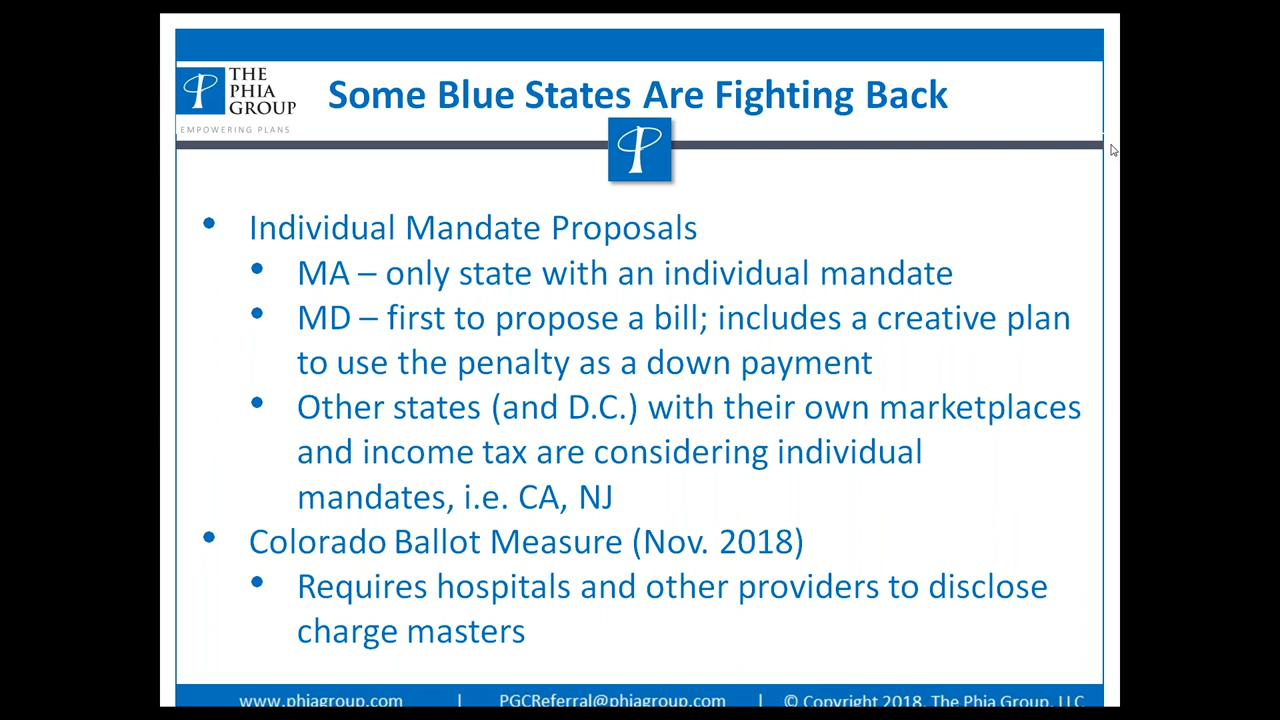 THE
PHIA
GROUP
EMPOWERING PLANS
Some Blue States Are Fighting Back
• Individual Mandate Proposals
• MA – only state with an individual mandate
• MD – first to propose a bill; includes a creative plan
to use the penalty as a down payment
• Other states (and D.C.) with their own marketplaces
and income tax are considering individual
mandates, i.e. CA, NJ
• Colorado Ballot Measure (Nov. 2018)
• Requires hospitals and other providers to disclose
charge masters
www.phiagroup.com | PGCReferral@phiagroup.com | © Copyright 2018. The Phia Group, LLC